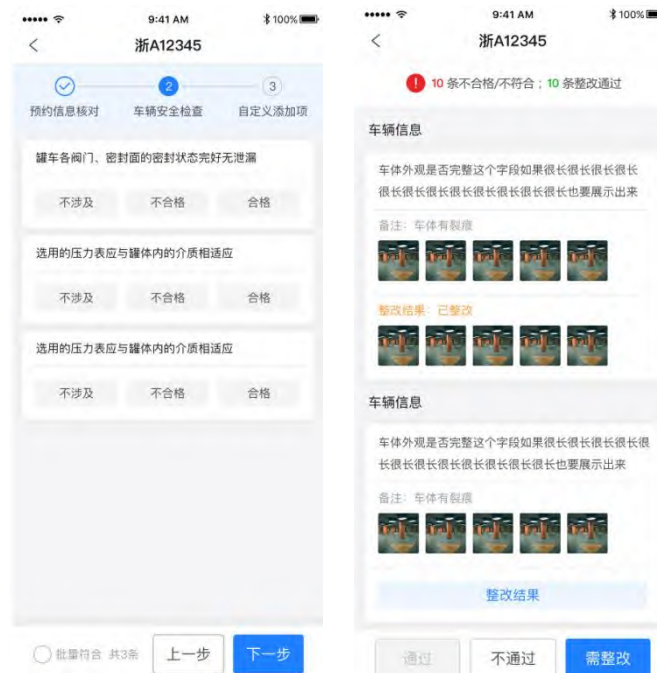 9:41 AM
100%
浙A12345
2
3
预约信息核对
车辆安全检查
自定义添加项
罐车各阀门、密封面的密封状态完好无泄漏
不涉及
不合格
合格
选用的压力表应与罐体内的介质相适应
不涉及
不合格
合格
选用的压力表应与罐体内的介质相适应
不涉及
不合格
合格
批量符合 共3条
上一步
下一步
9:41 AM
100%
浙A12345
10 条不合格/不符合；10 条整改通过
车辆信息
车体外观是否完整这个字段如果很长很长很长很长
很长很长很长很长很长很长很长也要展示出来
备注：车体有裂痕
整改结果：已整改
车辆信息
车体外观是否完整这个字段如果很长很长很长很长很
长很长很长很长很长很长很长也要展示出来
备注：车体有裂痕
整改结果
通过
不通过
需整改